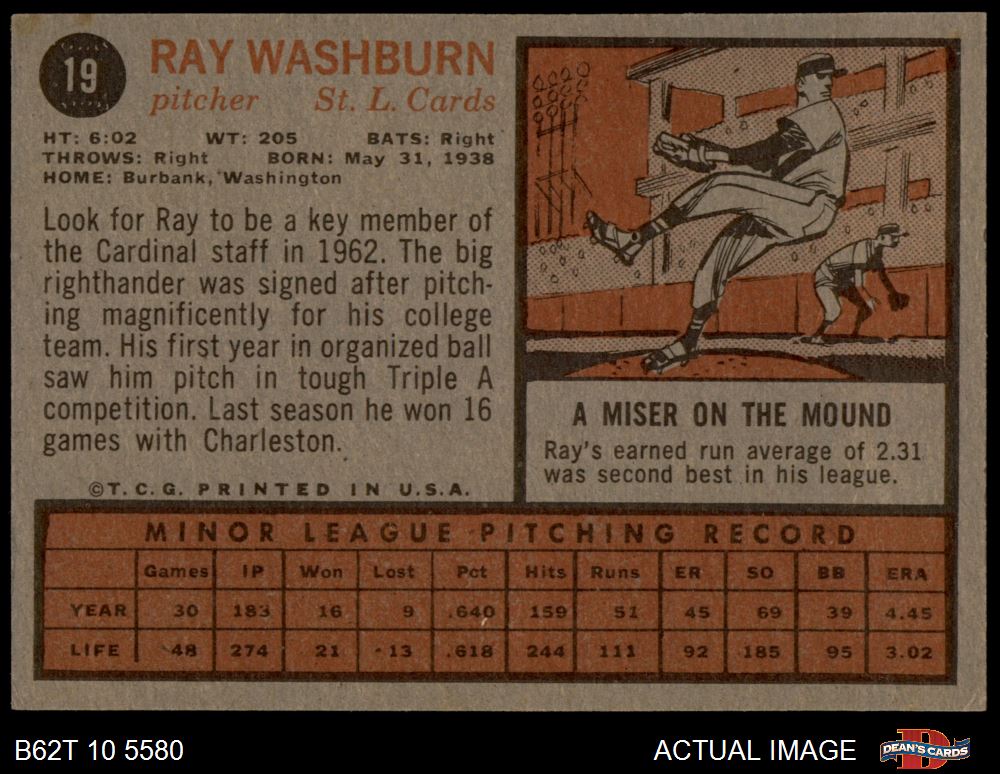 19
RAY WASHBURN
pitcher St. L. Cards
HT: 6:02 WT: 205 BATS: Right
THROWS: Right BORN: May 31, 1938
HOME: Burbank, Washington
Look for Ray to be a key member of
the Cardinal staff in 1962. The big
righthander was signed after pitch-
ing magnificently for his college
team. His first year in organized ball
saw him pitch in tough Triple A
competition. Last season he won 16
games with Charleston.
©T.C.G. PRINTED IN U.S.A.
A MISER ON THE MOUND
Ray's earned run average of 2.31
was second best in his league.
MINOR LEAGUE PITCHING RECORD
Games IP Won Lost Pct Hits Runs ER SO BB ERA
YEAR 30 183 16 9 .640 159 51 45 69 39 4.45
LIFE 48 274 21 13 .618 244 111 92 185 95 3.02
B62T 10 5580 ACTUAL IMAGE DEAN'S CARDS